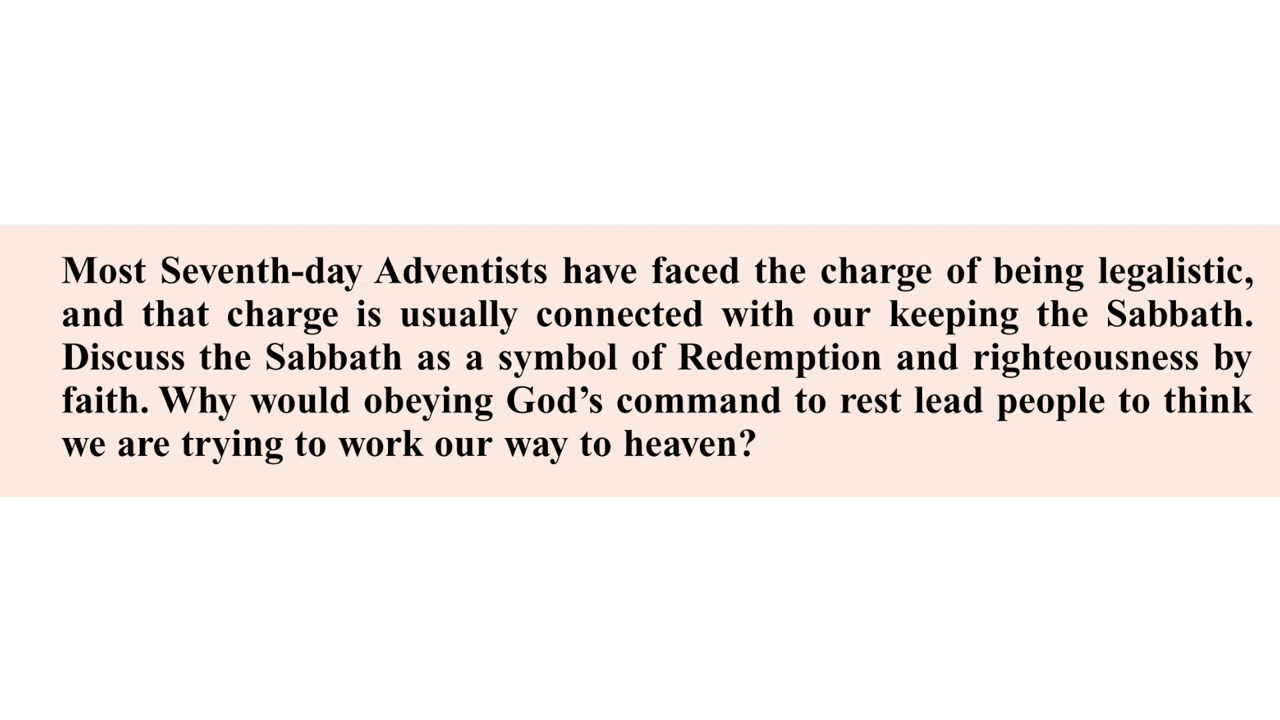 Most Seventh-day Adventists have faced the charge of being legalistic,
and that charge is usually connected with our keeping the Sabbath.
Discuss the Sabbath as a symbol of Redemption and righteousness by
faith. Why would obeying God’s command to rest lead people to think
we are trying to work our way to heaven?